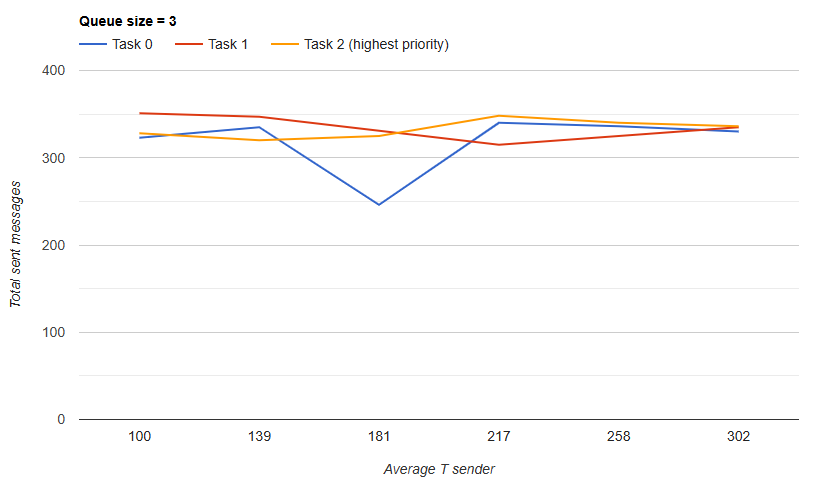 Queue size = 3
Task 0 Task 1 Task 2 (highest priority)
400
300
200
100
0
Total sent messages
100 139 181 217 258 302
Average T sender